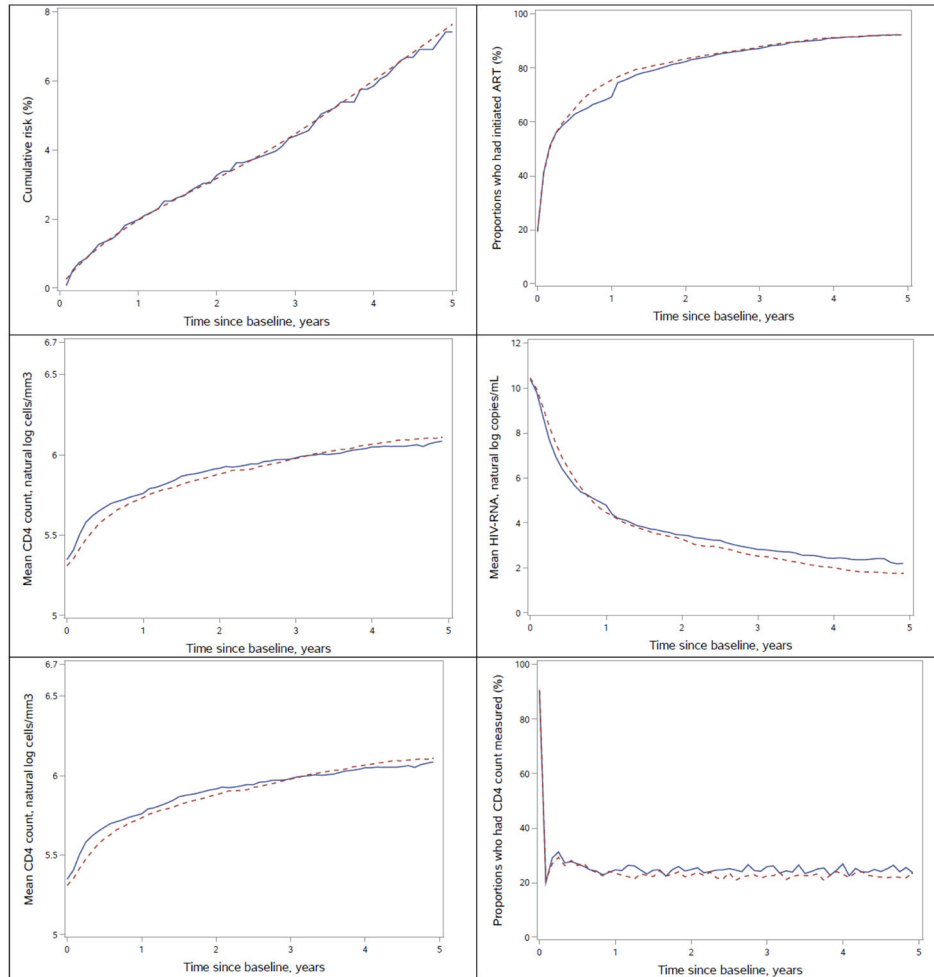 8
6
4
2
0
Cumulative risk (%)
0 1 2 3 4 5
Time since baseline, years
100
80
60
40
20
0
Proportions who had initiated ART (%)
0 1 2 3 4 5
Time since baseline, years
6.7
6.5
6
5.5
5
Mean CD4 count, natural log cells/mm3
0 1 2 3 4 5
Time since baseline, years
12
10
8
6
4
2
0
Mean HIV-RNA, natural log copies/mL
0 1 2 3 4 5
Time since baseline, years
6.7
6.5
6
5.5
5
Mean CD4 count, natural log cells/mm3
0 1 2 3 4 5
Time since baseline, years
100
80
60
40
20
0
Proportions who had CD4 count measured (%)
0 1 2 3 4 5
Time since baseline, years